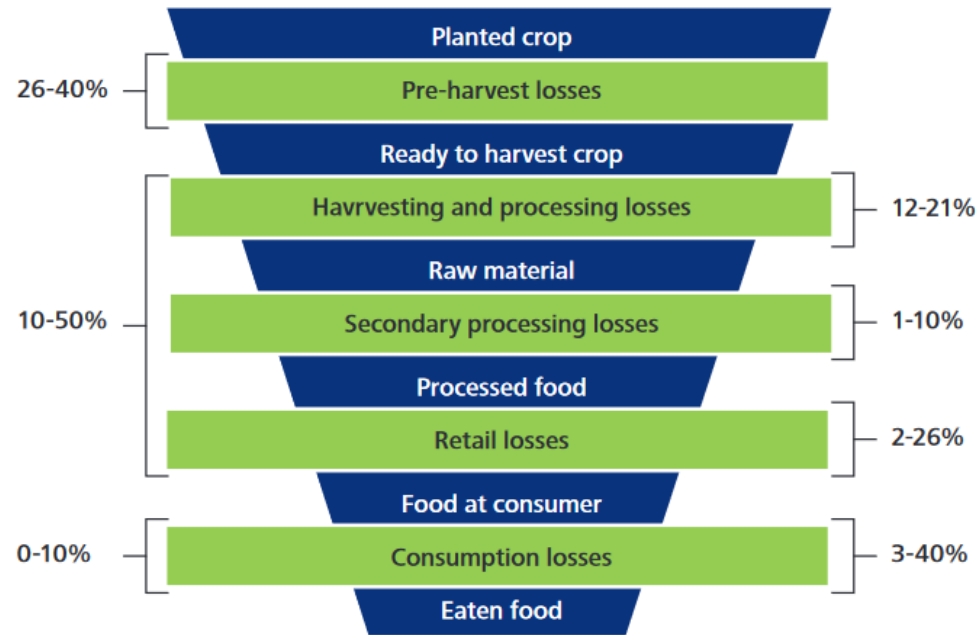 Planted crop
26-40%
Pre-harvest losses
Ready to harvest crop
Havrvesting and processing losses
12-21%
Raw material
10-50%
Secondary processing losses
1-10%
Processed food
Retail losses
2-26%
Food at consumer
0-10%
Consumption losses
3-40%
Eaten food